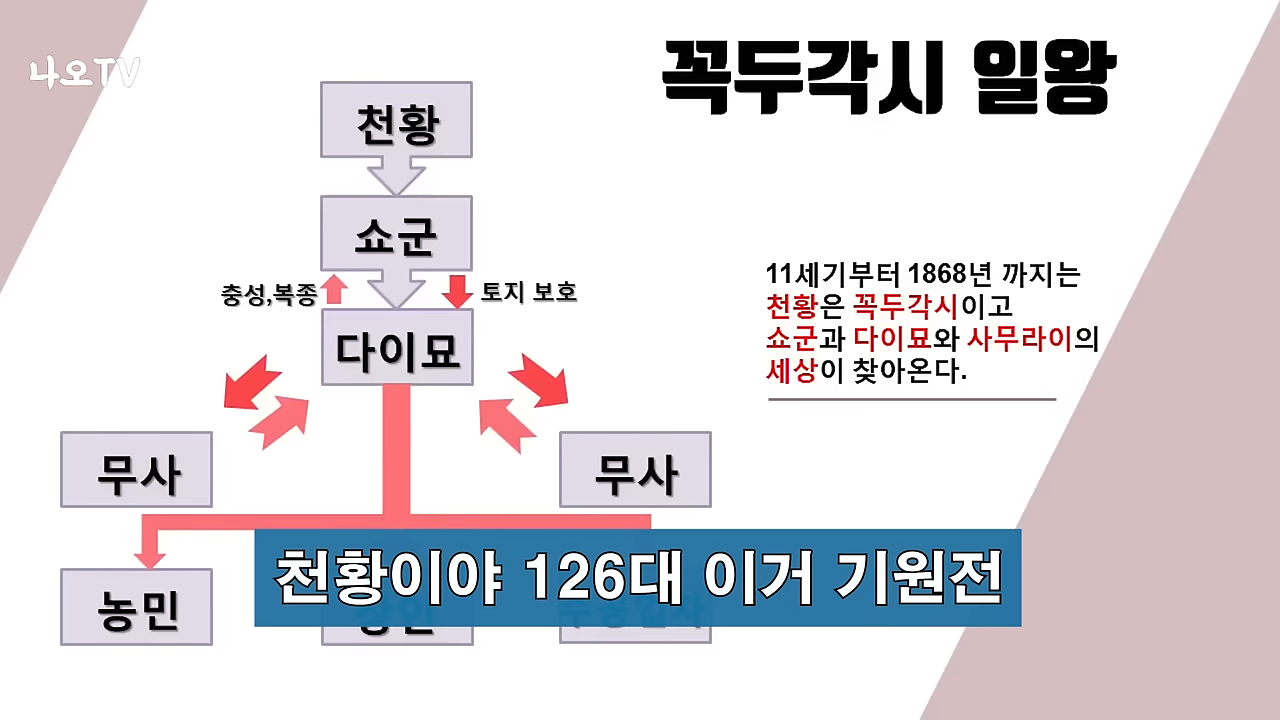 나오TV
꼭두각시 일왕
천황
쇼군
충성,복종
토지 보호
다이묘
11세기부터 1868년 까지는
천황은 꼭두각시이고
쇼군과 다이묘와 사무라이의
세상이 찾아온다.
무사
무사
천황이야 126대 이거 기원전
농민